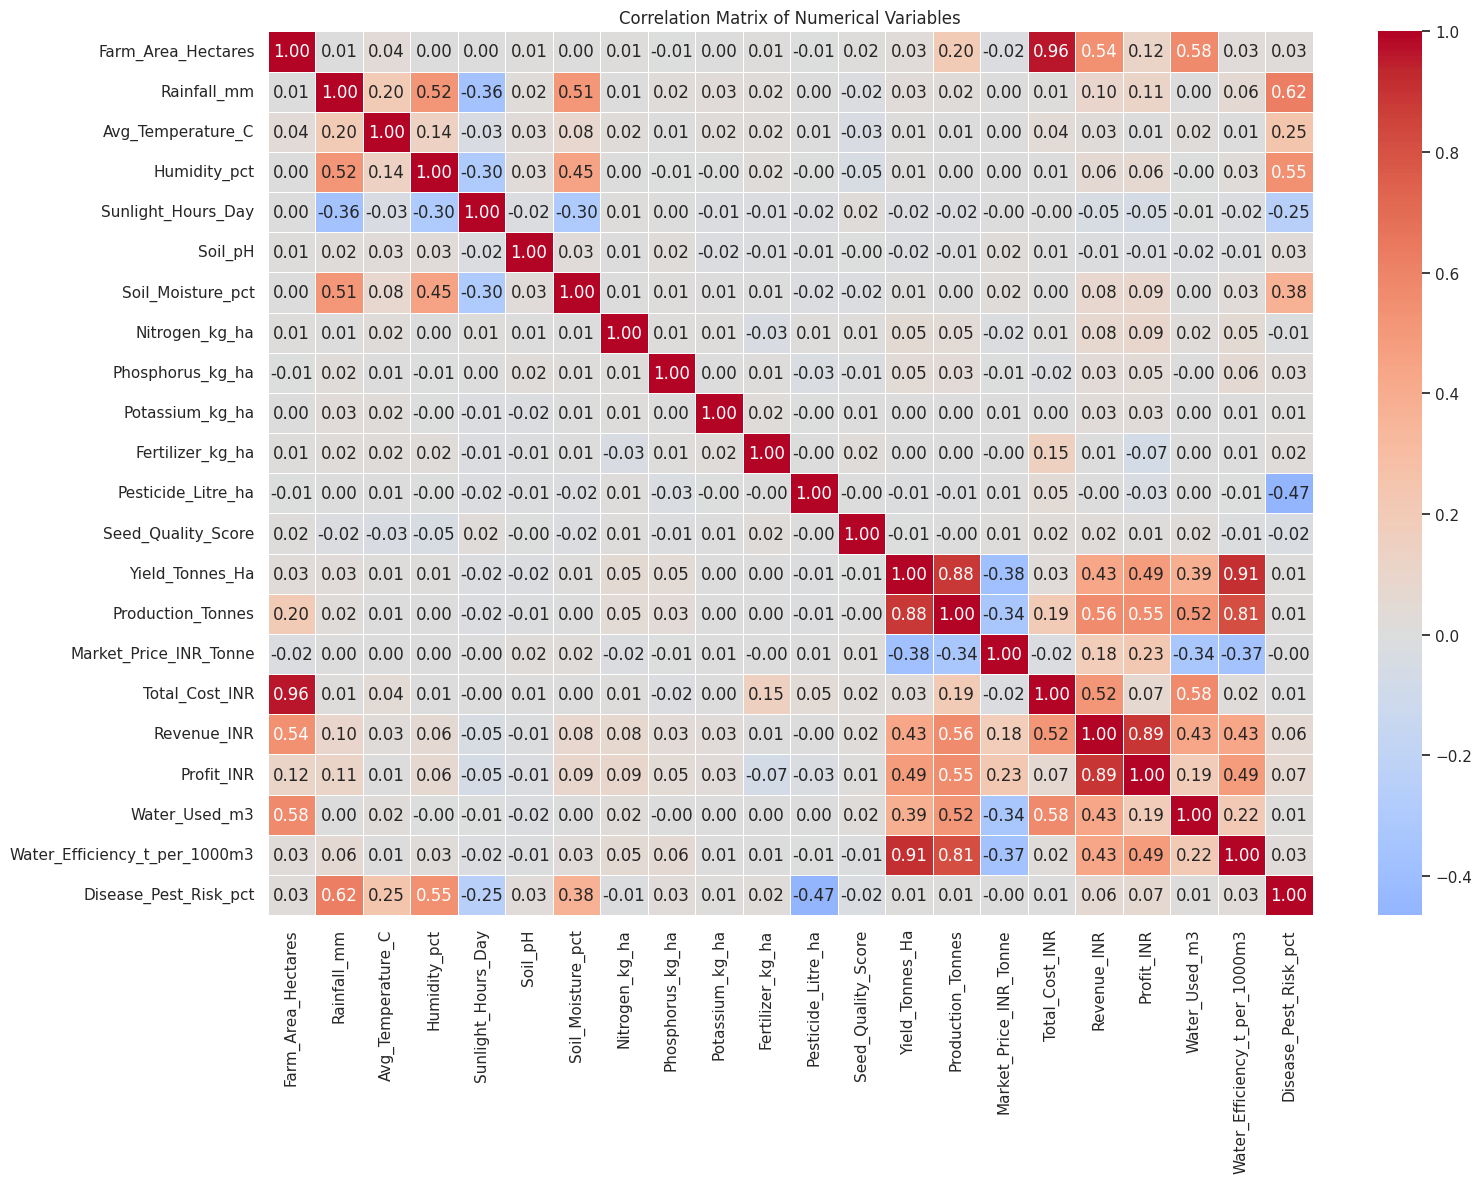 Correlation Matrix of Numerical Variables
Farm_Area_Hectares 1.00 0.01 0.04 0.00 0.00 0.01 0.00 0.01 -0.01 0.00 0.01 -0.01 0.02 0.03 0.20 -0.02 0.96 0.54 0.12 0.58 0.03 0.03
Rainfall_mm 0.01 1.00 0.20 0.52 -0.36 0.02 0.51 0.01 0.02 0.03 0.02 0.00 -0.02 0.03 0.02 0.00 0.01 0.10 0.11 0.00 0.06 0.62
Avg_Temperature_C 0.04 0.20 1.00 0.14 -0.03 0.03 0.08 0.02 0.01 0.02 0.02 0.01 -0.03 0.01 0.01 0.00 0.04 0.03 0.01 0.02 0.01 0.25
Humidity_pct 0.00 0.52 0.14 1.00 -0.30 0.03 0.45 0.00 -0.01 -0.00 0.02 -0.00 -0.05 0.01 0.00 0.00 0.01 0.06 0.06 -0.00 0.03 0.55
Sunlight_Hours_Day 0.00 -0.36 -0.03 -0.30 1.00 -0.02 -0.30 0.01 0.00 -0.01 -0.01 -0.02 0.02 -0.02 -0.02 -0.00 -0.00 -0.05 -0.05 -0.01 -0.02 -0.25
Soil_pH 0.01 0.02 0.03 0.03 -0.02 1.00 0.03 0.01 0.02 -0.02 -0.01 -0.01 -0.00 -0.02 -0.01 0.02 0.01 -0.01 -0.01 -0.02 -0.01 0.03
Soil_Moisture_pct 0.00 0.51 0.08 0.45 -0.30 0.03 1.00 0.01 0.01 0.01 0.01 -0.02 -0.02 0.01 0.00 0.02 0.00 0.08 0.09 0.00 0.03 0.38
Nitrogen_kg_ha 0.01 0.01 0.02 0.00 0.01 0.01 0.01 1.00 0.01 0.01 -0.03 0.01 0.01 0.05 0.05 -0.02 0.01 0.08 0.09 0.02 0.05 -0.01
Phosphorus_kg_ha -0.01 0.02 0.01 -0.01 0.00 0.02 0.01 0.01 1.00 0.00 0.01 -0.03 -0.01 0.05 0.03 -0.01 -0.02 0.03 0.05 -0.00 0.06 0.03
Potassium_kg_ha 0.00 0.03 0.02 -0.00 -0.01 -0.02 0.01 0.01 0.00 1.00 0.02 -0.00 0.01 0.00 0.00 0.01 0.00 0.03 0.03 0.00 0.01 0.01
Fertilizer_kg_ha 0.01 0.02 0.02 0.02 -0.01 -0.01 0.01 -0.03 0.01 0.02 1.00 -0.00 0.02 0.00 0.00 -0.00 0.15 0.01 -0.07 0.00 0.01 0.02
Pesticide_Litre_ha -0.01 0.00 0.01 -0.00 -0.02 -0.01 -0.02 0.01 -0.03 -0.00 -0.00 1.00 -0.00 -0.01 -0.01 0.01 0.05 -0.00 -0.03 0.00 -0.01 -0.47
Seed_Quality_Score 0.02 -0.02 -0.03 -0.05 0.02 -0.00 -0.02 0.01 -0.01 0.01 0.02 -0.00 1.00 -0.01 -0.00 0.01 0.02 0.02 0.01 0.02 -0.01 -0.02
Yield_Tonnes_Ha 0.03 0.03 0.01 0.01 -0.02 -0.02 0.01 0.05 0.05 0.00 0.00 -0.01 -0.01 1.00 0.88 -0.38 0.03 0.43 0.49 0.39 0.91 0.01
Production_Tonnes 0.20 0.02 0.01 0.00 -0.02 -0.01 0.00 0.05 0.03 0.00 0.00 -0.01 -0.00 0.88 1.00 -0.34 0.19 0.56 0.55 0.52 0.81 0.01
Market_Price_INR_Tonne -0.02 0.00 0.00 0.00 -0.00 0.02 0.02 -0.02 -0.01 0.01 -0.00 0.01 0.01 -0.38 -0.34 1.00 -0.02 0.18 0.23 -0.34 -0.37 -0.00
Total_Cost_INR 0.96 0.01 0.04 0.01 -0.00 0.01 0.00 0.01 -0.02 0.00 0.15 0.05 0.02 0.03 0.19 -0.02 1.00 0.52 0.07 0.58 0.02 0.01
Revenue_INR 0.54 0.10 0.03 0.06 -0.05 -0.01 0.08 0.08 0.03 0.03 0.01 -0.00 0.02 0.43 0.56 0.18 0.52 1.00 0.89 0.43 0.43 0.06
Profit_INR 0.12 0.11 0.01 0.06 -0.05 -0.01 0.09 0.09 0.05 0.03 -0.07 -0.03 0.01 0.49 0.55 0.23 0.07 0.89 1.00 0.19 0.49 0.07
Water_Used_m3 0.58 0.00 0.02 -0.00 -0.01 -0.02 0.00 0.02 -0.00 0.00 0.00 0.00 0.02 0.39 0.52 -0.34 0.58 0.43 0.19 1.00 0.22 0.01
Water_Efficiency_t_per_1000m3 0.03 0.06 0.01 0.03 -0.02 -0.01 0.03 0.05 0.06 0.01 0.01 -0.01 -0.01 0.91 0.81 -0.37 0.02 0.43 0.49 0.22 1.00 0.03
Disease_Pest_Risk_pct 0.03 0.62 0.25 0.55 -0.25 0.03 0.38 -0.01 0.03 0.01 0.02 -0.47 -0.02 0.01 0.01 -0.00 0.01 0.06 0.07 0.01 0.03 1.00
Farm_Area_Hectares
Rainfall_mm
Avg_Temperature_C
Humidity_pct
Sunlight_Hours_Day
Soil_pH
Soil_Moisture_pct
Nitrogen_kg_ha
Phosphorus_kg_ha
Potassium_kg_ha
Fertilizer_kg_ha
Pesticide_Litre_ha
Seed_Quality_Score
Yield_Tonnes_Ha
Production_Tonnes
Market_Price_INR_Tonne
Total_Cost_INR
Revenue_INR
Profit_INR
Water_Used_m3
Water_Efficiency_t_per_1000m3
Disease_Pest_Risk_pct
1.0
0.8
0.6
0.4
0.2
0.0
−0.2
−0.4